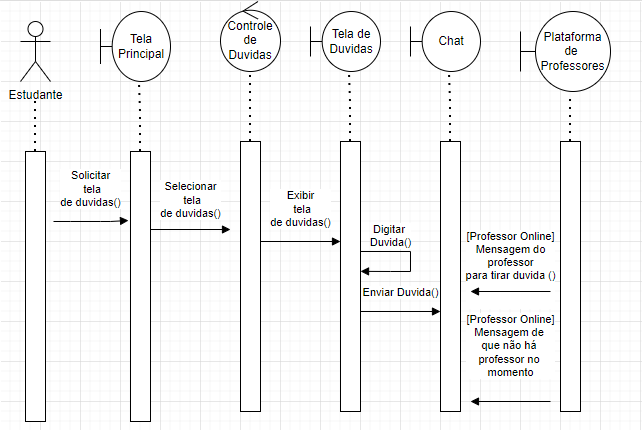 Estudante
Tela
Principal
Controle
de
Duvidas
Tela de
Duvidas
Chat
Plataforma
de
Professores
Solicitar
tela
de duvidas()
Selecionar
tela
de duvidas()
Exibir
tela
de duvidas()
Digitar
Duvida()
Enviar Duvida()
[Professor Online]
Mensagem do
professor
para tirar duvida ()
[Professor Online]
Mensagem de
que não há
professor no
momento